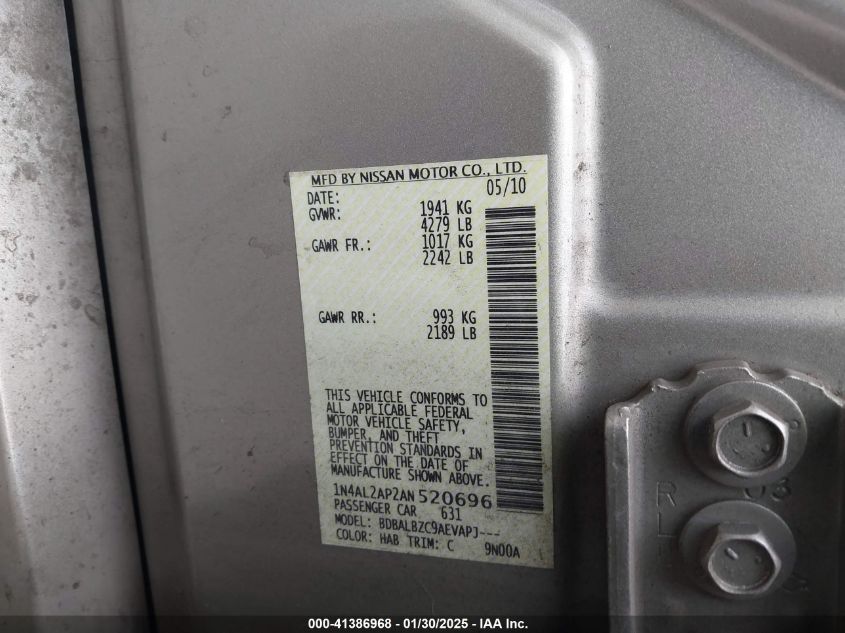 MFD BY NISSAN MOTOR CO., LTD.
DATE: 05/10
GVWR: 1941 KG
4279 LB
GAWR FR.: 1017 KG
2242 LB
GAWR RR.: 993 KG
2189 LB
THIS VEHICLE CONFORMS TO
ALL APPLICABLE FEDERAL
MOTOR VEHICLE SAFETY,
BUMPER, AND THEFT
PREVENTION STANDARDS IN
EFFECT ON THE DATE OF
MANUFACTURE SHOWN ABOVE.
1N4AL2AP2AN520696
PASSENGER CAR 631
MODEL: BDBALBZC9AEVAPJ---
COLOR: HAB TRIM: C 9N00A
R
L
000-41386968 - 01/30/2025 - IAA Inc.